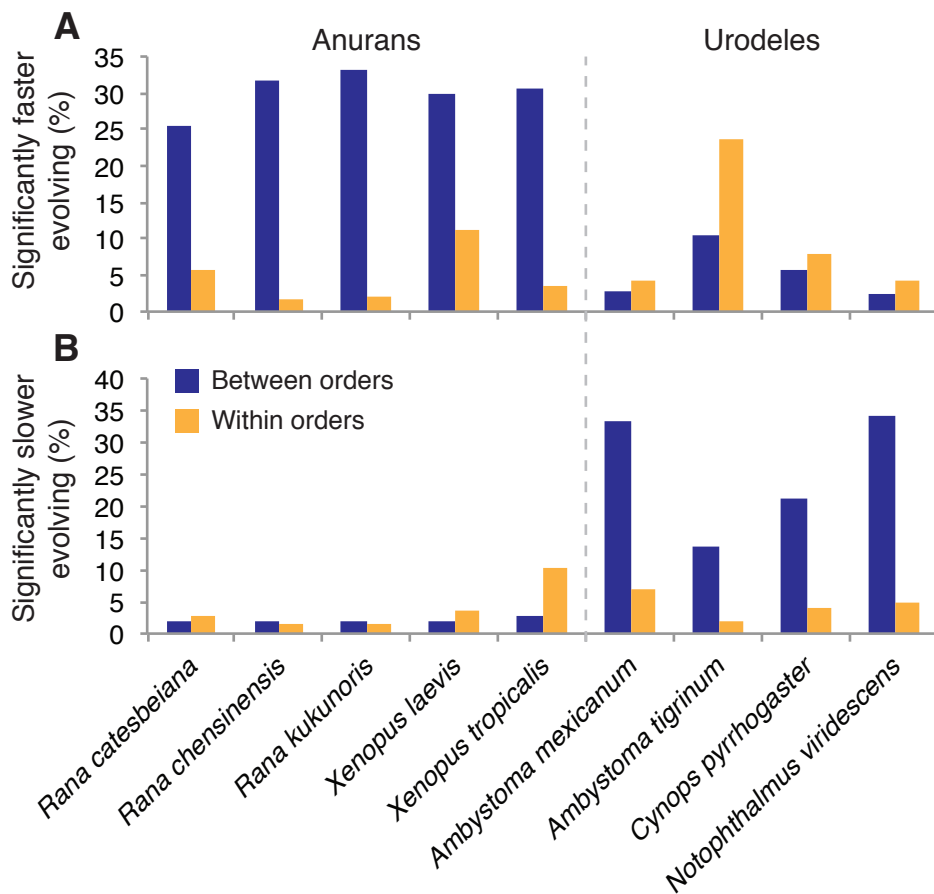 A
Anurans
Urodeles
Significantly faster
evolving (%)
35
30
25
20
15
10
5
0
B
Between orders
Within orders
Significantly slower
evolving (%)
40
35
30
25
20
15
10
5
0
Rana catesbeiana
Rana chensinensis
Rana kukunoris
Xenopus laevis
Xenopus tropicalis
Ambystoma mexicanum
Ambystoma tigrinum
Cynops pyrrhogaster
Notophthalmus viridescens